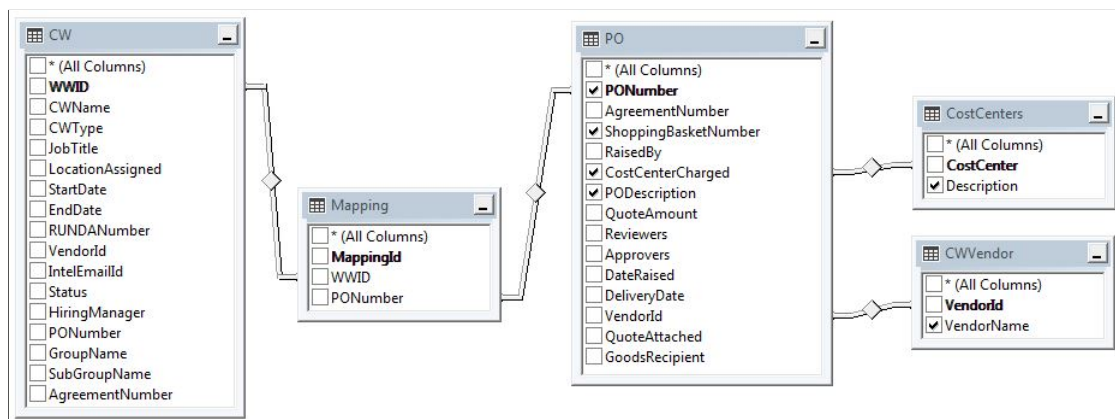 CW
* (All Columns)
WWID
CWName
CWType
JobTitle
LocationAssigned
StartDate
EndDate
RUNDANumber
VendorId
IntelEmailId
Status
HiringManager
PONumber
GroupName
SubGroupName
AgreementNumber
Mapping
* (All Columns)
MappingId
WWID
PONumber
PO
* (All Columns)
PONumber
AgreementNumber
ShoppingBasketNumber
RaisedBy
CostCenterCharged
PODescription
QuoteAmount
Reviewers
Approvers
DateRaised
DeliveryDate
VendorId
QuoteAttached
GoodsRecipient
CostCenters
* (All Columns)
CostCenter
Description
CWVendor
* (All Columns)
VendorId
VendorName